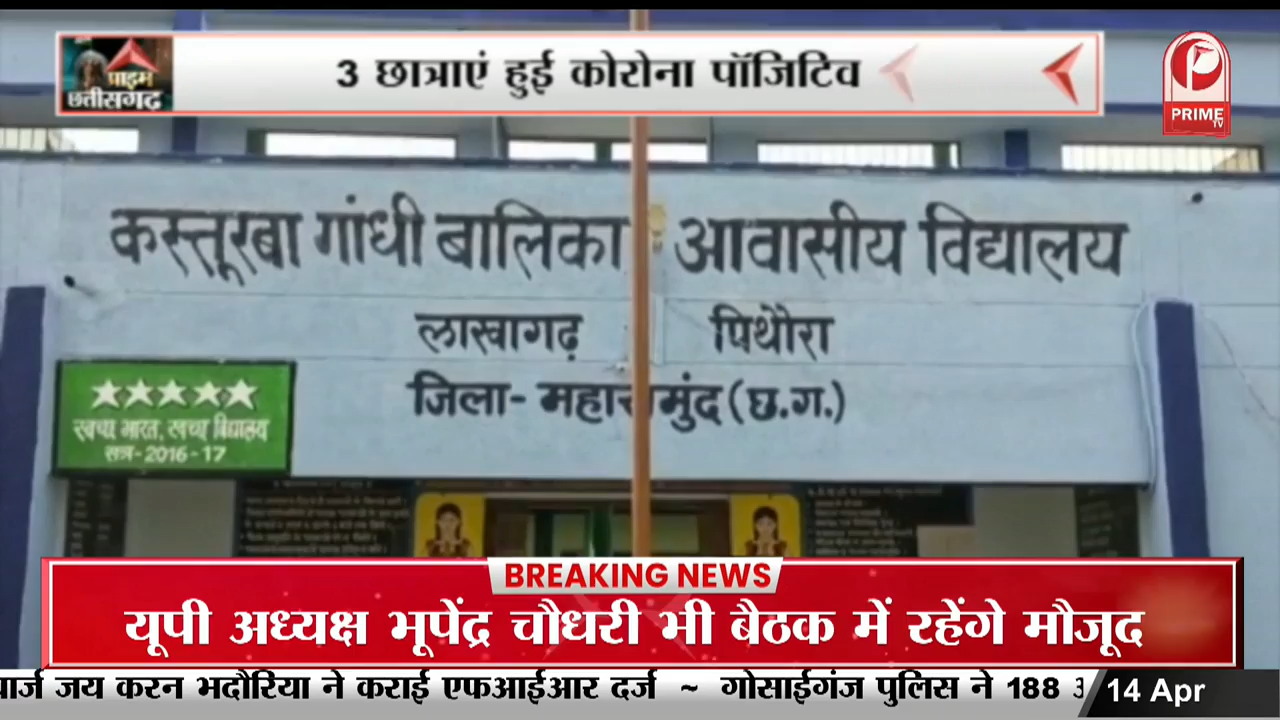 3 छात्राएं हुई कोरोना पॉजिटिव
प्राइम
छत्तीसगढ़
PRIME
TV
कस्तूरबा गांधी बालिका आवासीय विद्यालय
लाखागढ़ पिथौरा
जिला- महासमुंद (छ.ग.)
स्वच्छ भारत, स्वच्छ विद्यालय
सत्र-2016-17
BREAKING NEWS
यूपी अध्यक्ष भूपेंद्र चौधरी भी बैठक में रहेंगे मौजूद
जय करन भदौरिया ने कराई एफआईआर दर्ज ~ गोसाईगंज पुलिस ने 188
14 Apr